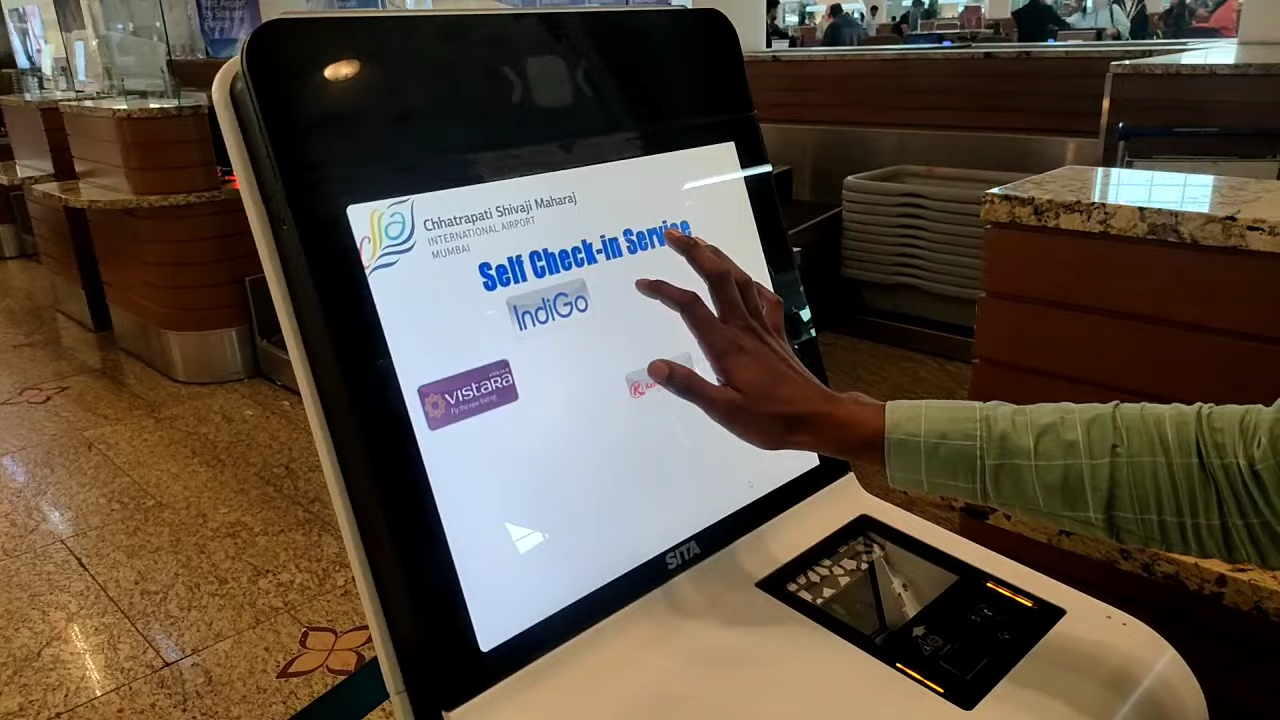 Chhatrapati Shivaji Maharaj
INTERNATIONAL AIRPORT
MUMBAI
Self Check-in Service
IndiGo
VISTARA
Fly the new feeling
SITA